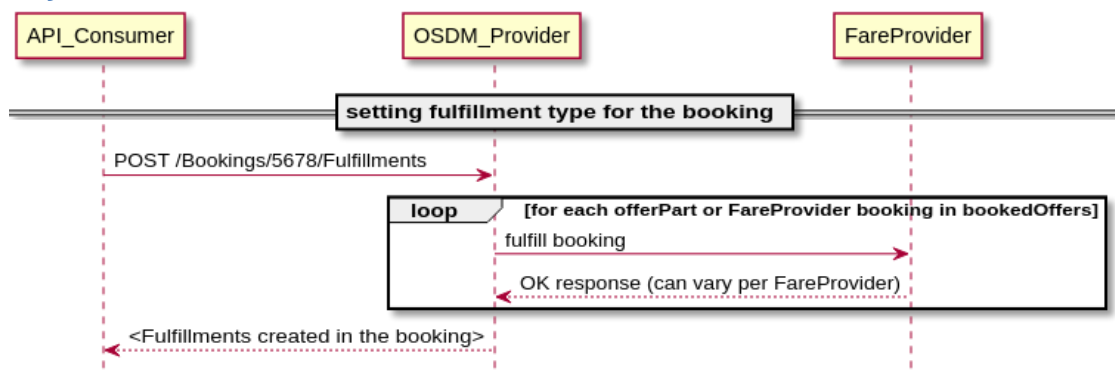 API_Consumer
OSDM_Provider
FareProvider
setting fulfillment type for the booking
POST /Bookings/5678/Fulfillments
loop
[for each offerPart or FareProvider booking in bookedOffers]
fulfill booking
OK response (can vary per FareProvider)
<Fulfillments created in the booking>